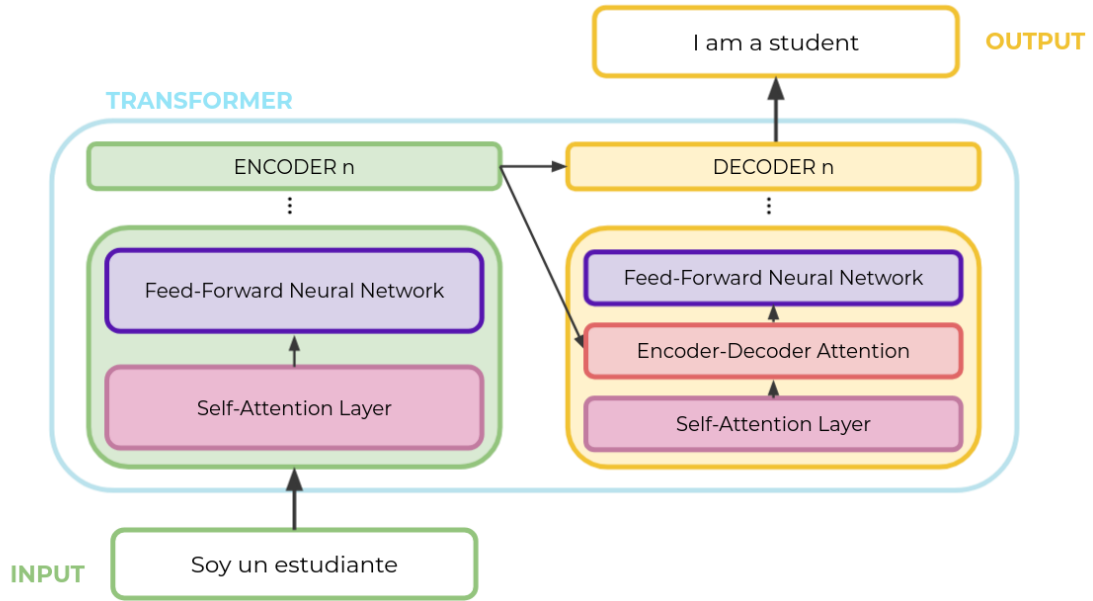 I am a student
OUTPUT
TRANSFORMER
ENCODER n
DECODER n
⋮
⋮
Feed-Forward Neural Network
Feed-Forward Neural Network
Encoder-Decoder Attention
Self-Attention Layer
Self-Attention Layer
Soy un estudiante
INPUT